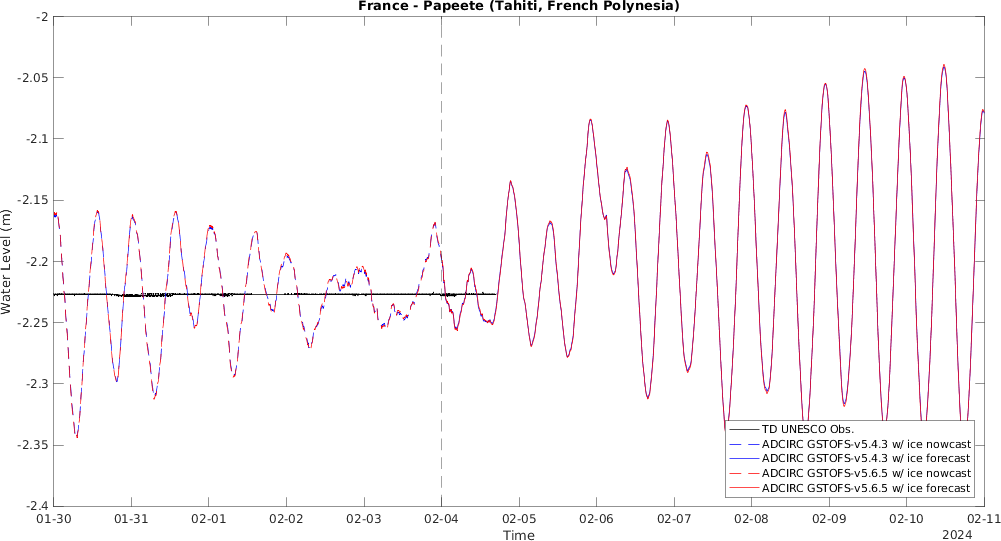 France - Papeete (Tahiti, French Polynesia)
-2
-2.05
-2.1
-2.15
-2.2
-2.25
-2.3
-2.35
-2.4
Water Level (m)
TD UNESCO Obs.
ADCIRC GSTOFS-v5.4.3 w/ ice nowcast
ADCIRC GSTOFS-v5.4.3 w/ ice forecast
ADCIRC GSTOFS-v5.6.5 w/ ice nowcast
ADCIRC GSTOFS-v5.6.5 w/ ice forecast
01-30 01-31 02-01 02-02 02-03 02-04 02-05 02-06 02-07 02-08 02-09 02-10 02-11
Time
2024